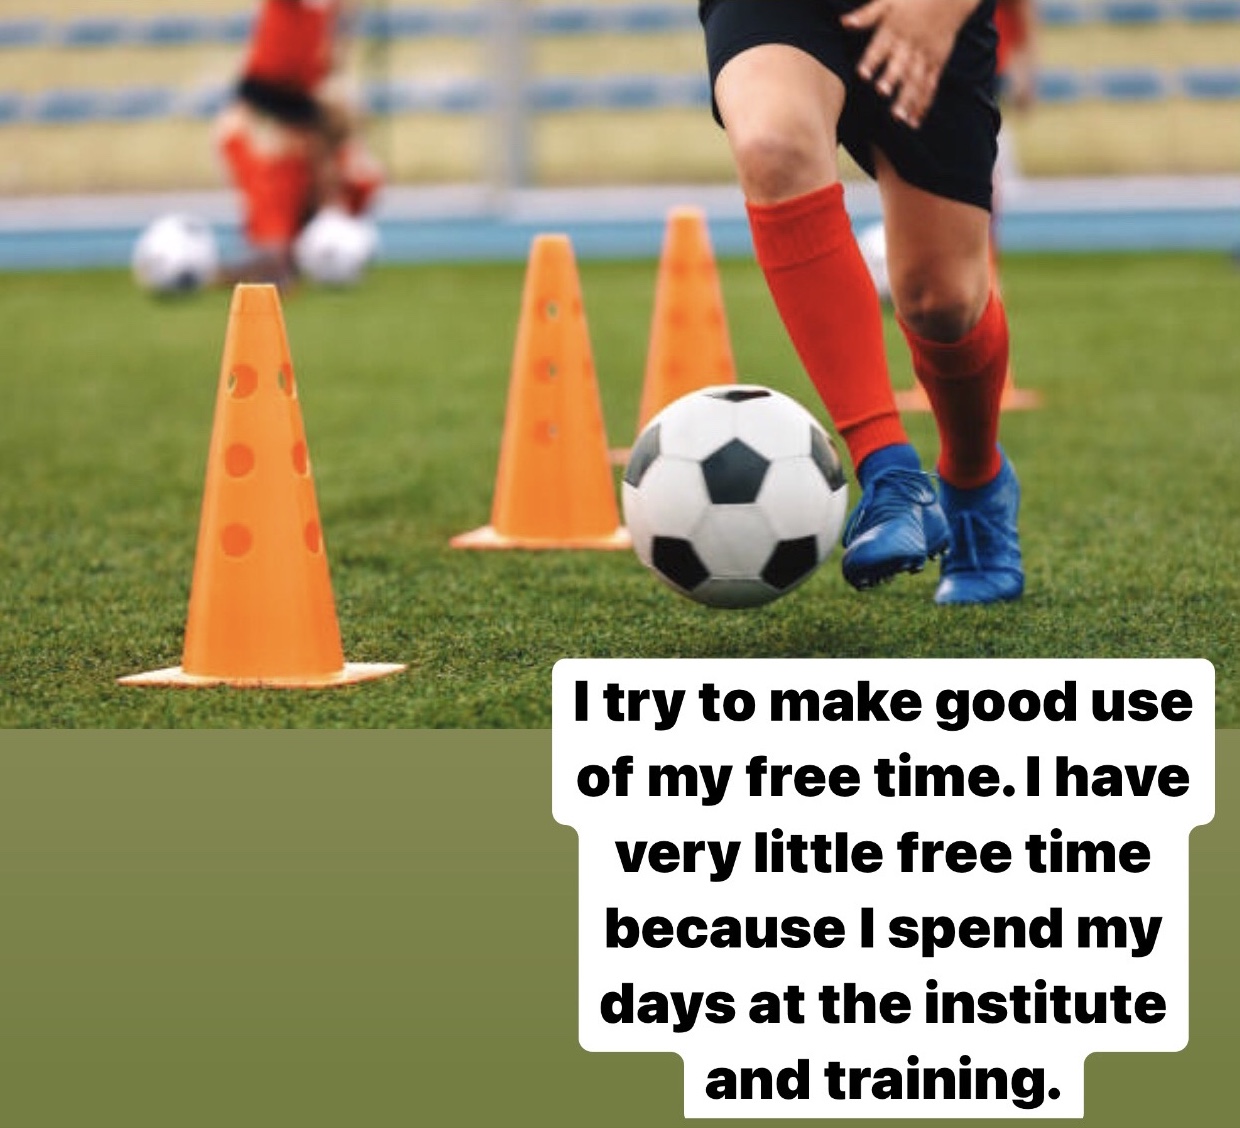 I try to make good use
of my free time. I have
very little free time
because I spend my
days at the institute
and training.